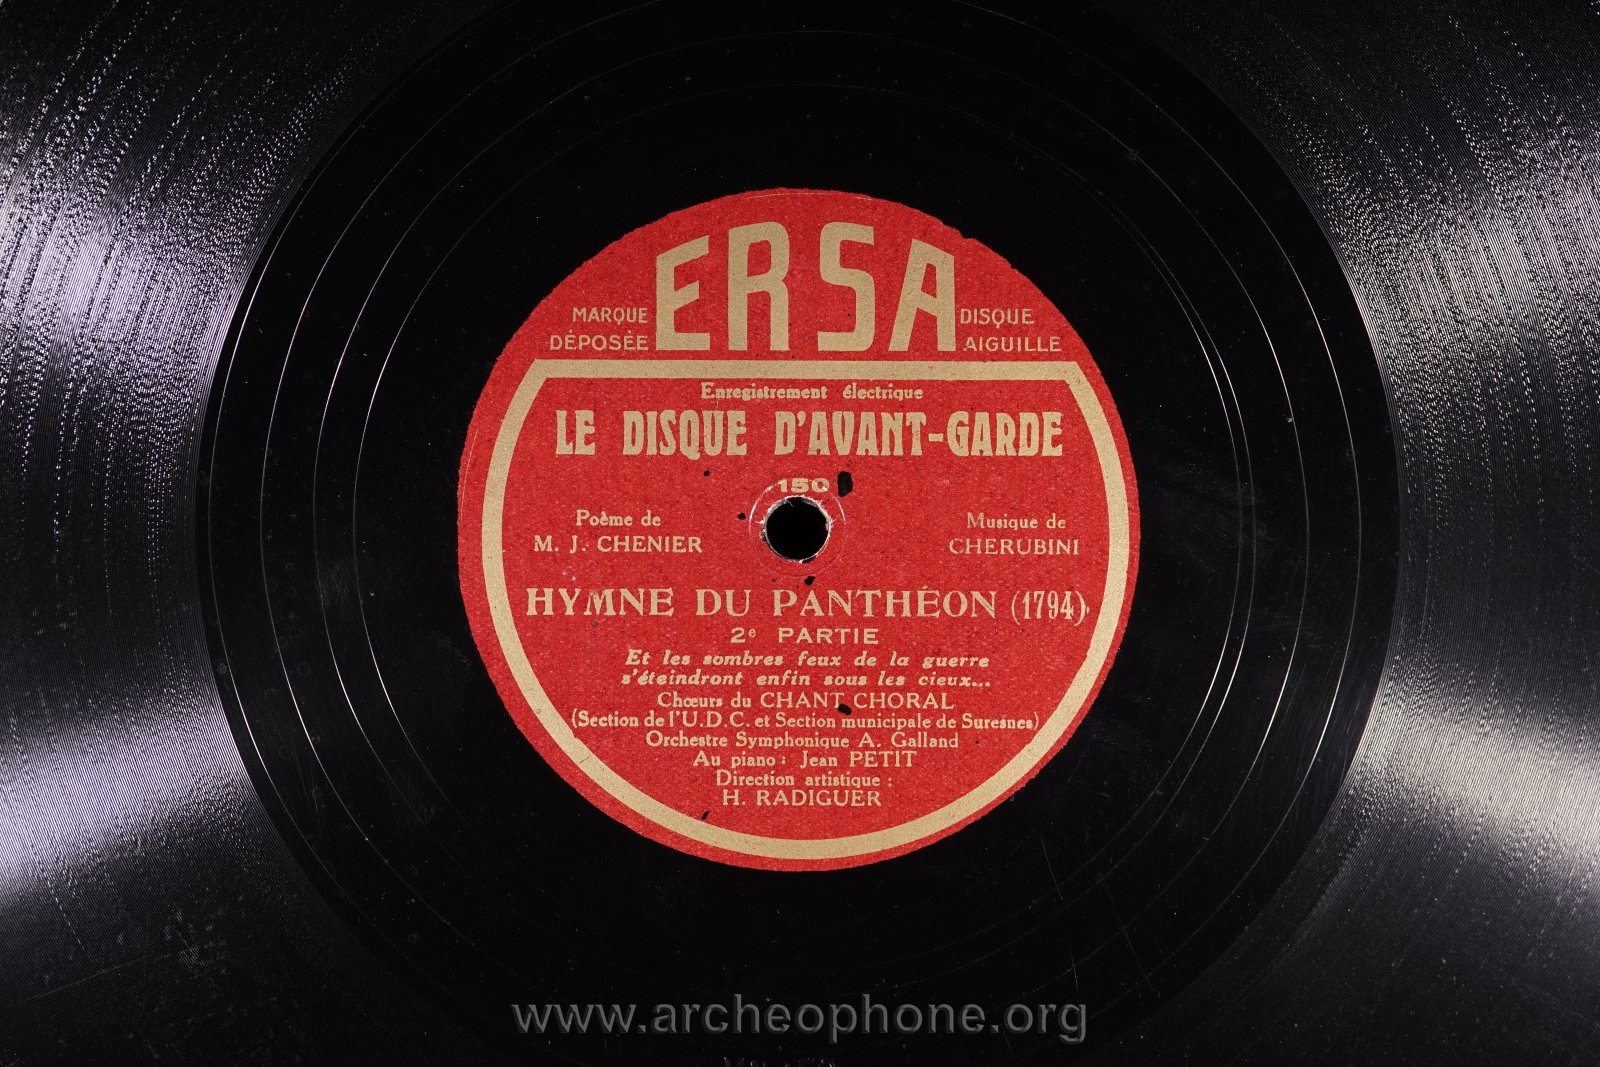 ERSA
MARQUE DÉPOSÉE
DISQUE AIGUILLE
Enregistrement électrique
LE DISQUE D'AVANT-GARDE
150
Poème de
M. J. CHENIER
Musique de
CHERUBINI
HYMNE DU PANTHÉON (1794)
2e PARTIE
Et les sombres feux de la guerre
s'éteindront enfin sous les cieux...
Chœurs du CHANT CHORAL
(Section de l'U.D.C. et Section municipale de Suresnes)
Orchestre Symphonique A. Galland
Au piano : Jean PETIT
Direction artistique :
H. RADIGUER
www.archeophone.org